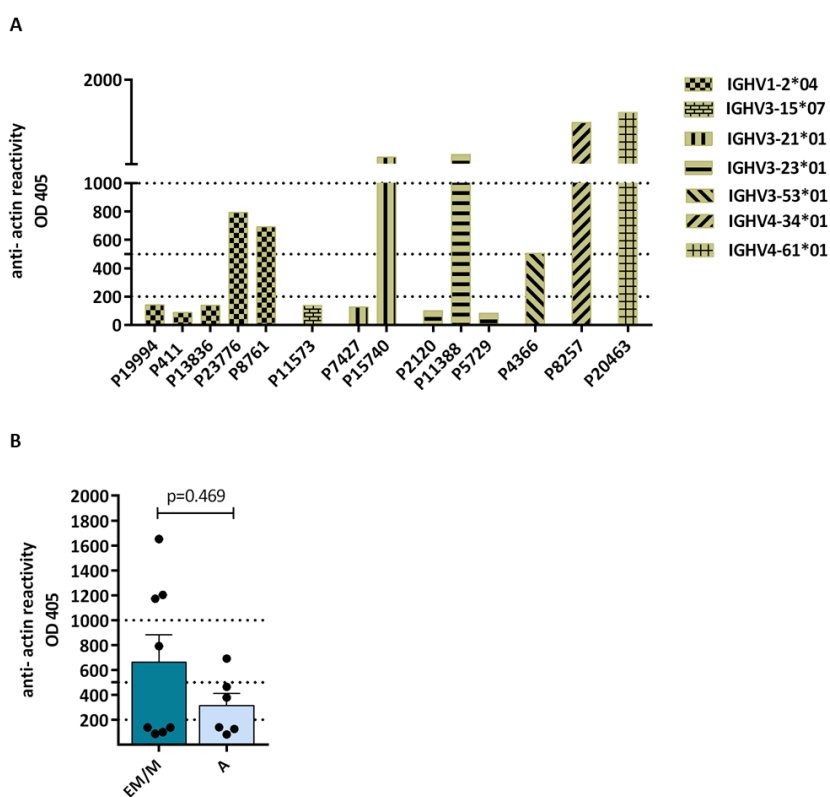 A
anti- actin reactivity
OD 405
2000
1000
800
600
400
200
0
P19994
P411
P13836
P23776
P8761
P11573
P7427
P15740
P2120
P11388
P5729
P4366
P8257
P20463
IGHV1-2*04
IGHV3-15*07
IGHV3-21*01
IGHV3-23*01
IGHV3-53*01
IGHV4-34*01
IGHV4-61*01
B
anti- actin reactivity
OD 405
2000
1800
1600
1400
1200
1000
800
600
400
200
p=0.469
EM/M
A